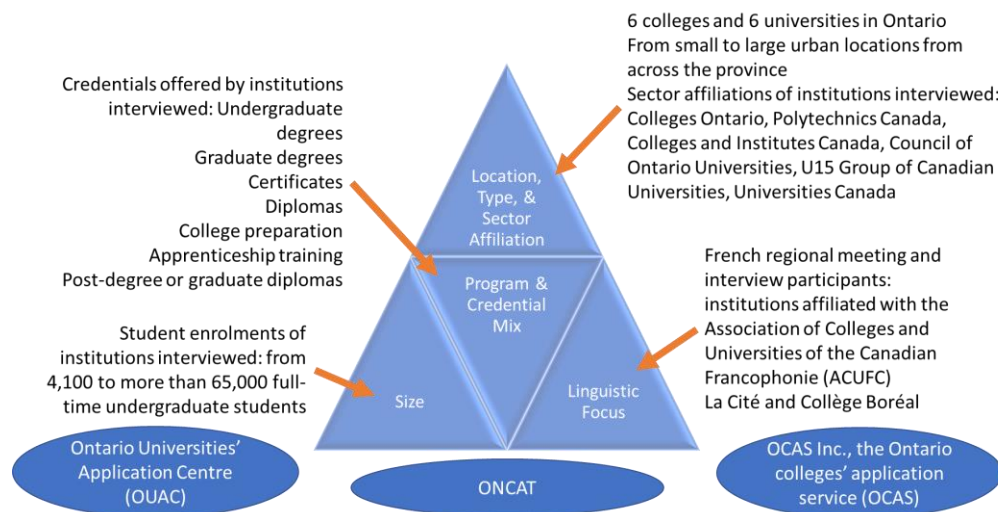 6 colleges and 6 universities in Ontario
From small to large urban locations from
across the province
Sector affiliations of institutions interviewed:
Colleges Ontario, Polytechnics Canada,
Colleges and Institutes Canada, Council of
Ontario Universities, U15 Group of Canadian
Universities, Universities Canada
Credentials offered by institutions
interviewed: Undergraduate
degrees
Graduate degrees
Certificates
Diplomas
College preparation
Apprenticeship training
Post-degree or graduate diplomas
Location,
Type, &
Sector
Affiliation
Program &
Credential
Mix
French regional meeting and
interview participants:
institutions affiliated with the
Association of Colleges and
Universities of the Canadian
Francophonie (ACUFC)
La Cité and Collège Boréal
Student enrolments of
institutions interviewed: from
4,100 to more than 65,000 full-
time undergraduate students
Size
Linguistic
Focus
Ontario Universities’
Application Centre
(OUAC)
ONCAT
OCAS Inc., the Ontario
colleges’ application
service (OCAS)